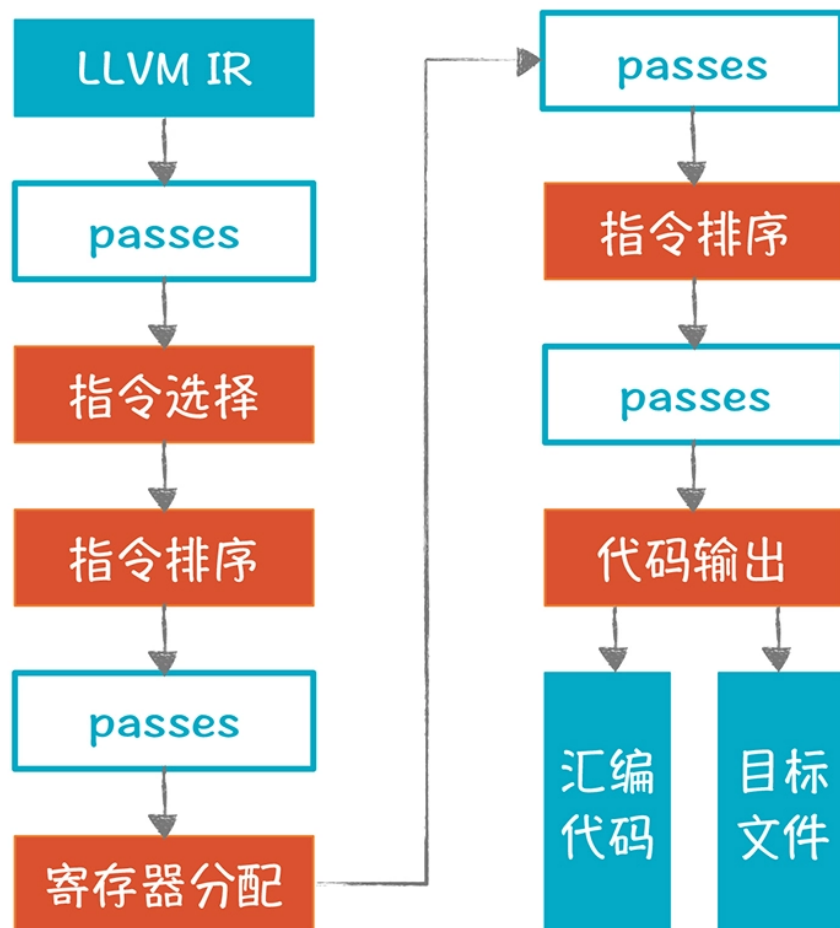 LLVM IR
passes
指令选择
指令排序
passes
寄存器分配
passes
指令排序
passes
代码输出
汇编
代码
目标
文件